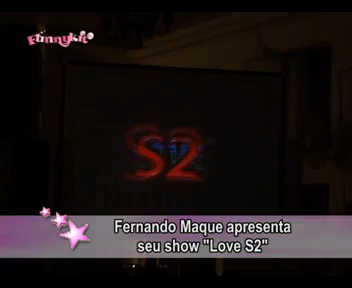 Funnykit
S2
Fernando Maque apresenta
seu show "Love S2"